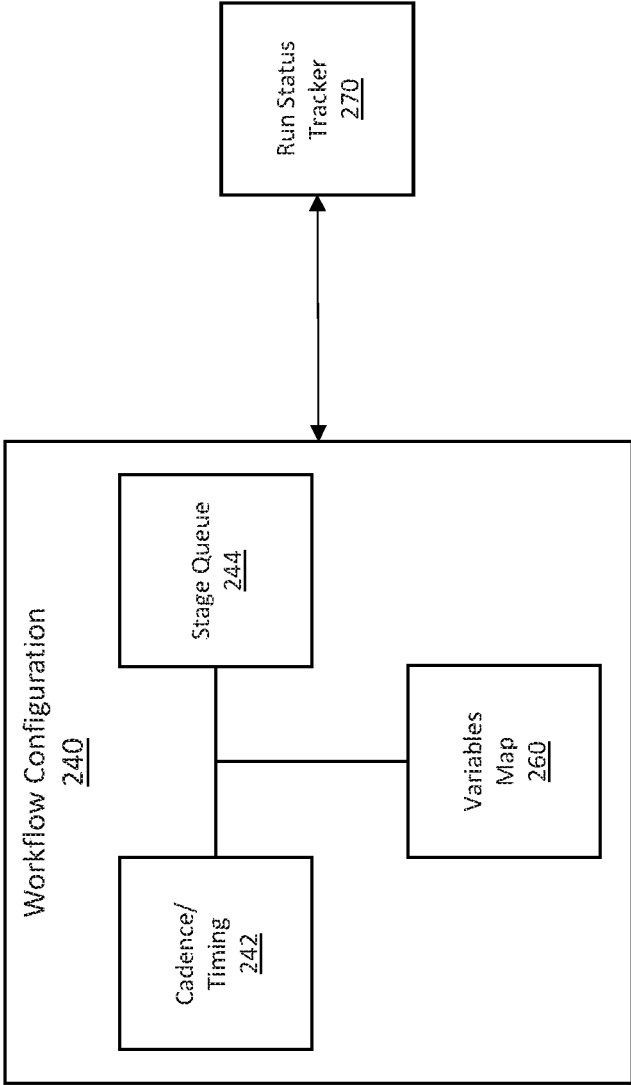 Workflow Configuration
240
Cadence/
Timing
242
Stage Queue
244
Variables
Map
260
Run Status
Tracker
270